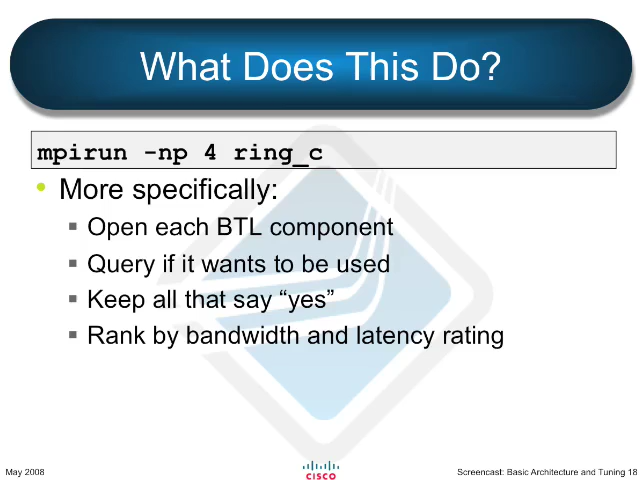 What Does This Do?
mpirun -np 4 ring_c
• More specifically:
▪ Open each BTL component
▪ Query if it wants to be used
▪ Keep all that say “yes”
▪ Rank by bandwidth and latency rating
May 2008
CISCO
Screencast: Basic Architecture and Tuning 18